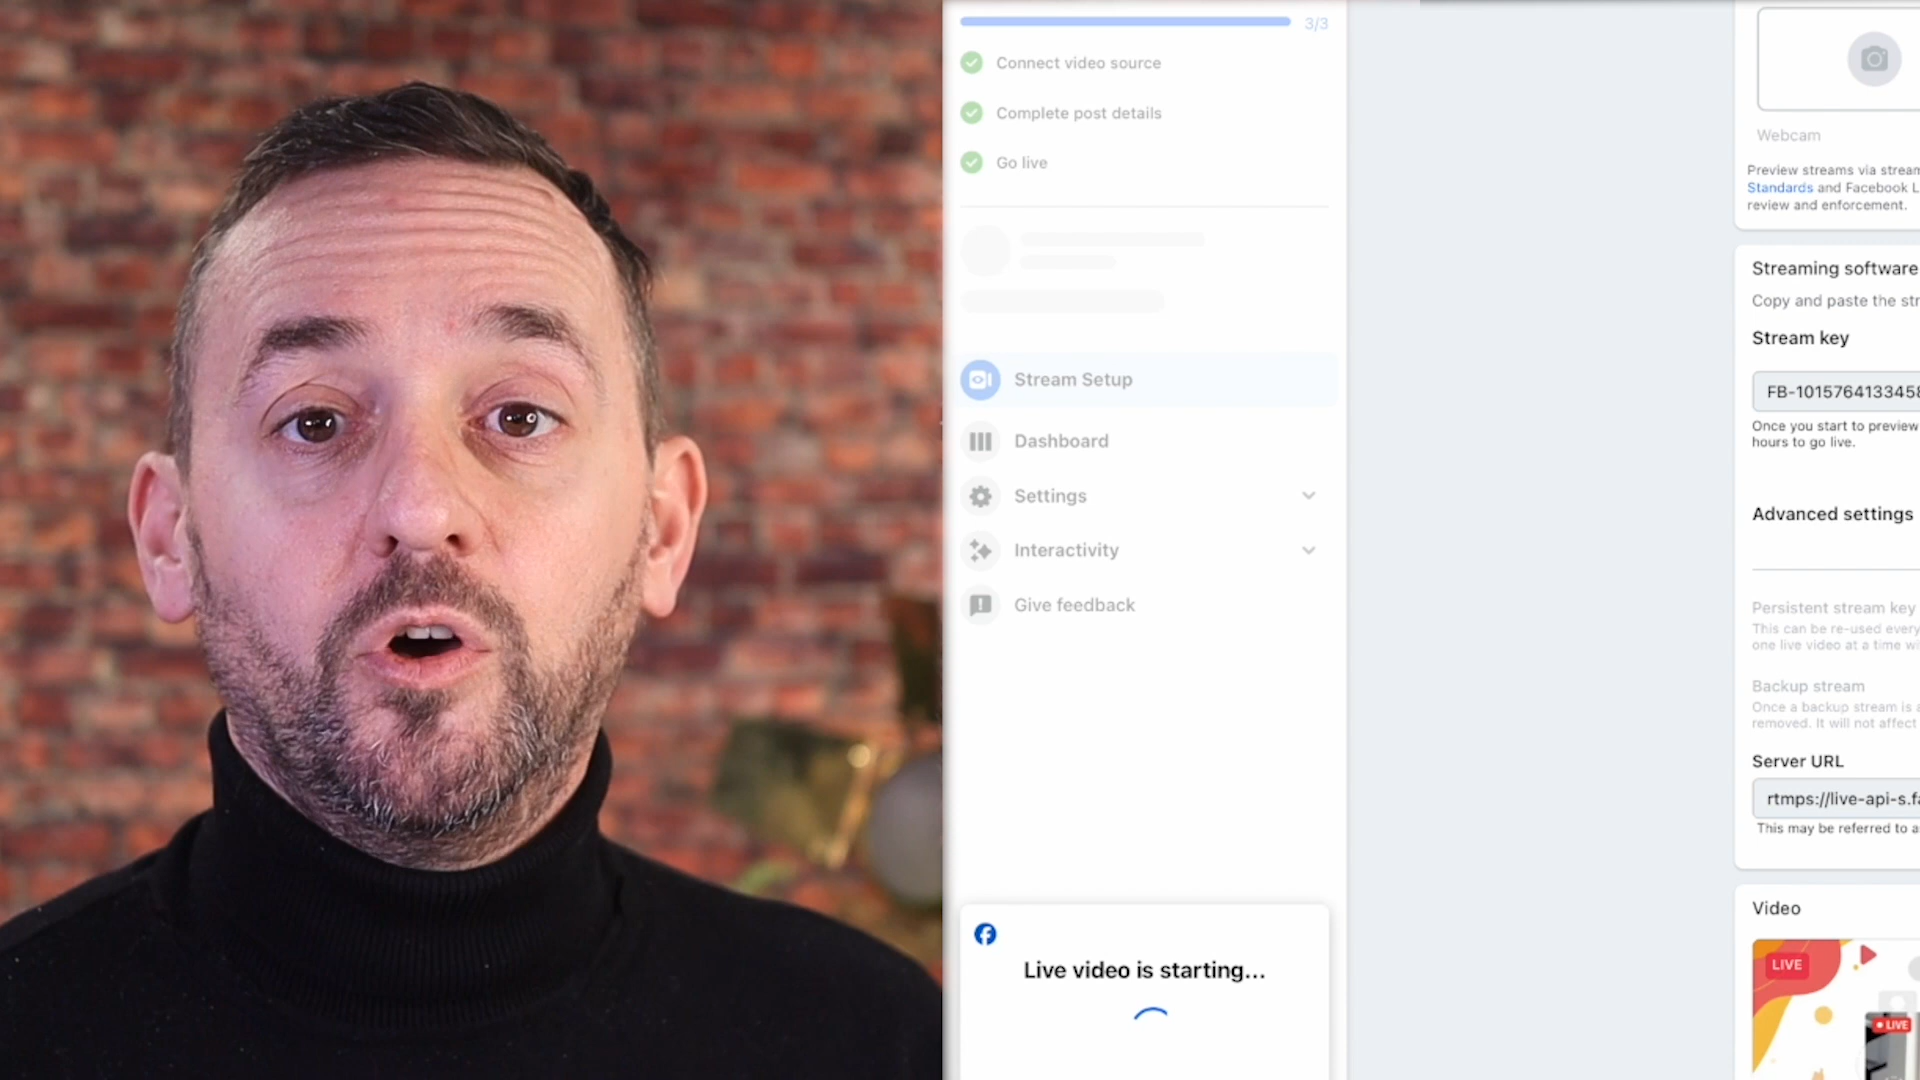 3/3
Connect video source
Complete post details
Go live
Stream Setup
Dashboard
Settings
Interactivity
Give feedback
Live video is starting...
Webcam
Preview streams via stream
Standards and Facebook L
review and enforcement.
Streaming software
Copy and paste the str
Stream key
FB-1015764133458
Once you start to preview
hours to go live.
Advanced settings
Persistent stream key
This can be re-used every
one live video at a time wi
Backup stream
Once a backup stream is a
removed. It will not affect
Server URL
rtmps://live-api-s.fa
This may be referred to a
Video
LIVE
LIVE